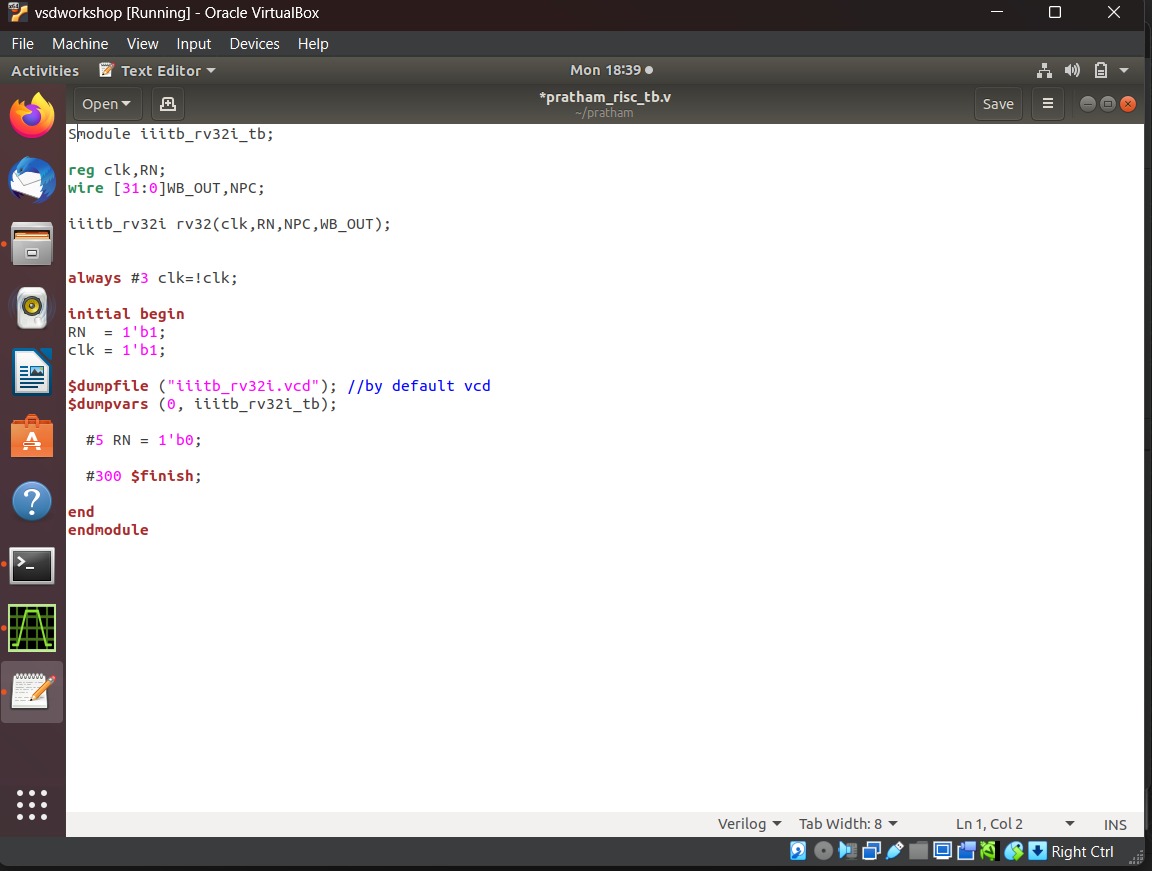 vsdworkshop [Running] - Oracle VirtualBox
File Machine View Input Devices Help
Activities Text Editor Mon 18:39
Open *pratham_risc_tb.v Save
~/pratham
Smodule iiitb_rv32i_tb;
reg clk,RN;
wire [31:0]WB_OUT,NPC;
iiitb_rv32i rv32(clk,RN,NPC,WB_OUT);
always #3 clk=!clk;
initial begin
RN  = 1'b1;
clk = 1'b1;
$dumpfile ("iiitb_rv32i.vcd"); //by default vcd
$dumpvars (0, iiitb_rv32i_tb);
#5 RN = 1'b0;
#300 $finish;
end
endmodule
Verilog Tab Width: 8 Ln 1, Col 2 INS
Right Ctrl